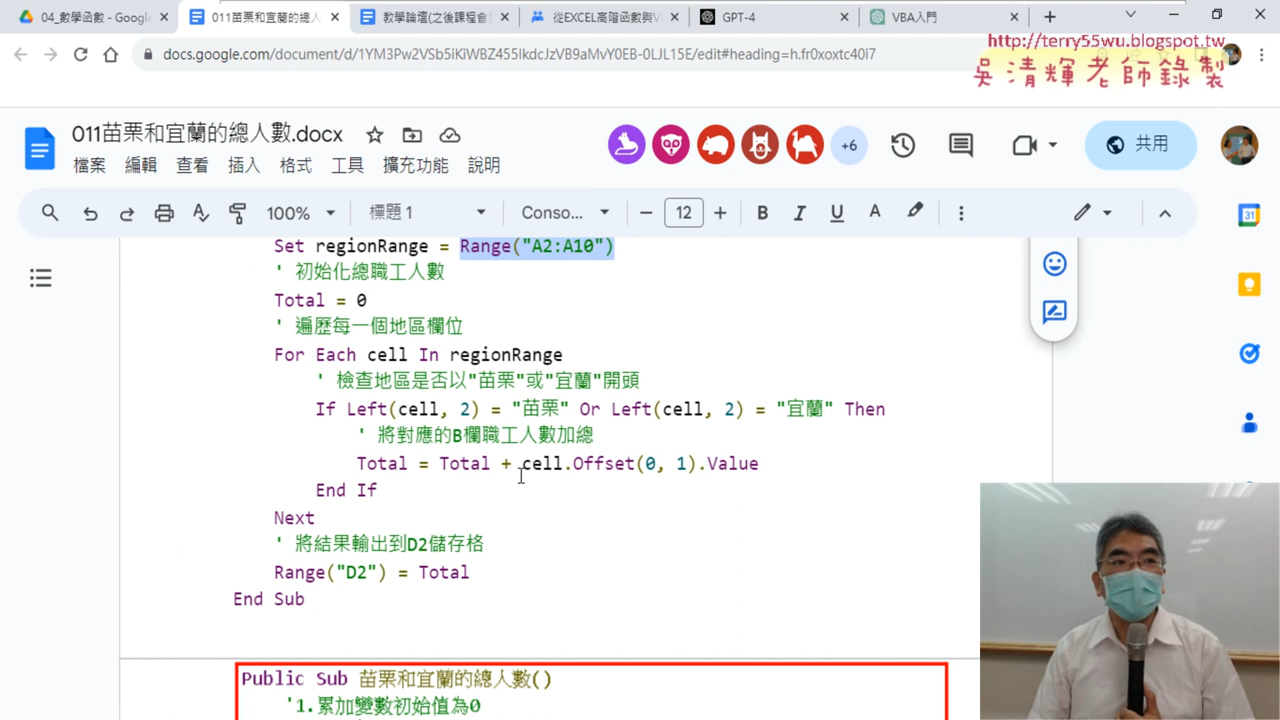 04_數學函數 - Google
011苗栗和宜蘭的總人
教學論壇(之後課程會
從EXCEL高階函數與V
GPT-4
VBA入門
docs.google.com/document/d/1YM3Pw2VSb5iKlWBZ455lkdcJzVB9aMvY0EB-0LJL15E/edit#heading=h.fr0xoxtc40i7
http://terry55wu.blogspot.tw
吳清輝老師錄製
011苗栗和宜蘭的總人數.docx
+6
共用
檔案 編輯 查看 插入 格式 工具 擴充功能 說明
100% 標題 1 Conso... 12 B I U A
Set regionRange = Range("A2:A10")
' 初始化總職工人數
Total = 0
' 遍歷每一個地區欄位
For Each cell In regionRange
' 檢查地區是否以"苗栗"或"宜蘭"開頭
If Left(cell, 2) = "苗栗" Or Left(cell, 2) = "宜蘭" Then
' 將對應的B欄職工人數加總
Total = Total + cell.Offset(0, 1).Value
End If
Next
' 將結果輸出到D2儲存格
Range("D2") = Total
End Sub
Public Sub 苗栗和宜蘭的總人數()
'1.累加變數初始值為0
31